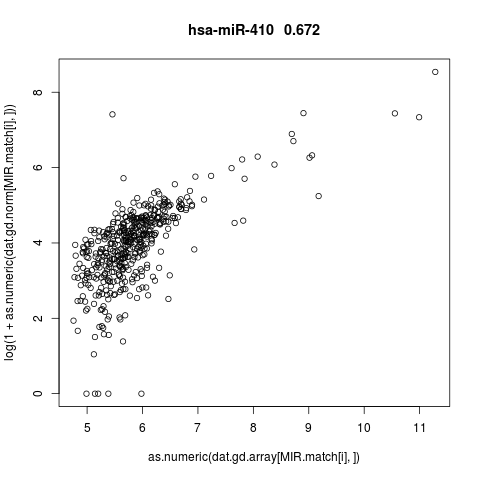 hsa-miR-410 0.672
log(1 + as.numeric(dat.gd.norm[MIR.match[i], ]))
8
6
4
2
0
5 6 7 8 9 10 11
as.numeric(dat.gd.array[MIR.match[i], ])